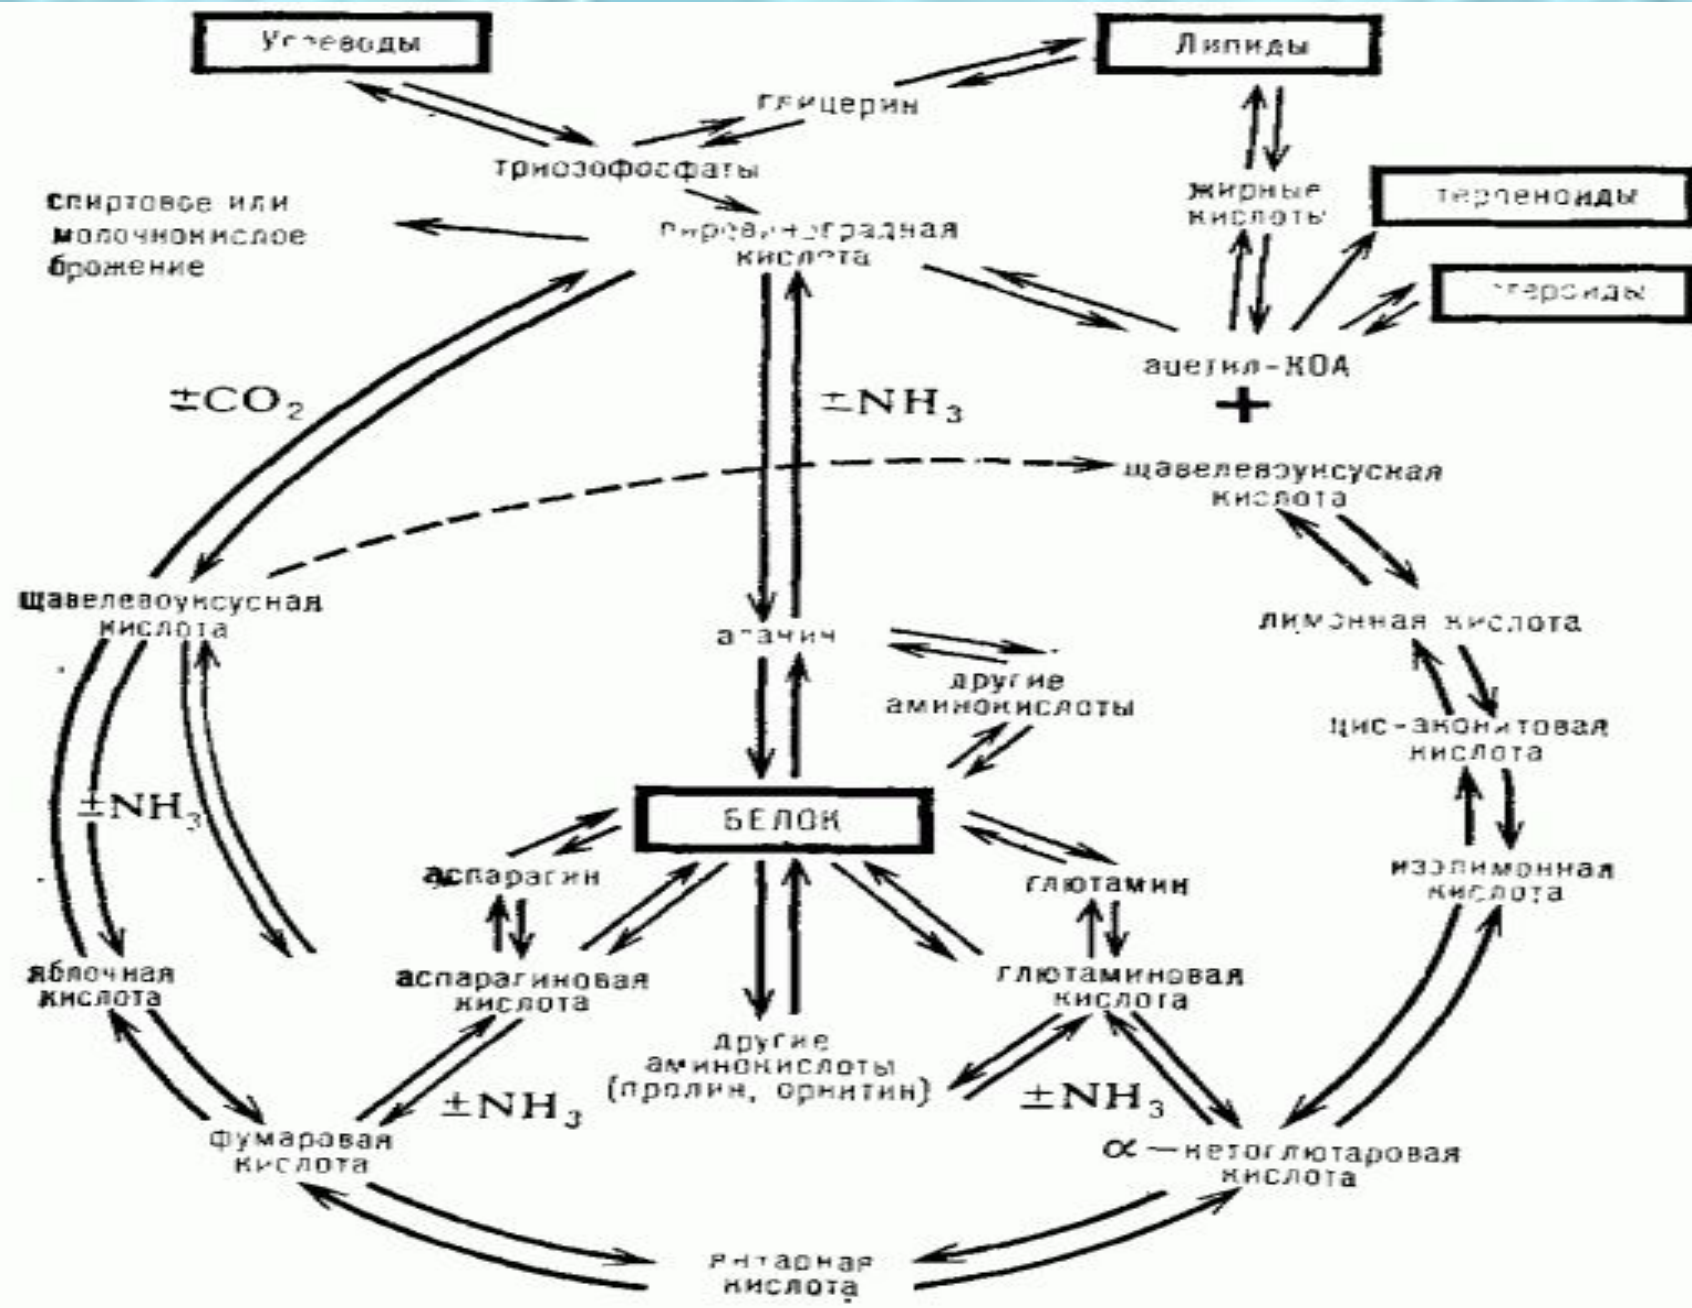 Углеводы
Липиды
глицерин
триозофосфаты
жирные
кислоты
терпеноиды
спиртовое или
молочнокислое
брожение
пировиноградная
кислота
стероиды
ацетил-КОА
+
±CO2
±NH3
щавелевоуксусная
кислота
щавелевоуксусная
кислота
аланин
лимонная кислота
другие
аминокислоты
цис-аконитовая
кислота
±NH3
БЕЛОК
аспарагин
глютамин
изолимонная
кислота
яблочная
кислота
аспарагиновая
кислота
глютаминовая
кислота
другие
аминокислоты
(пролин, орнитин)
±NH3
±NH3
фумаровая
кислота
α—кетоглютаровая
кислота
янтарная
кислота